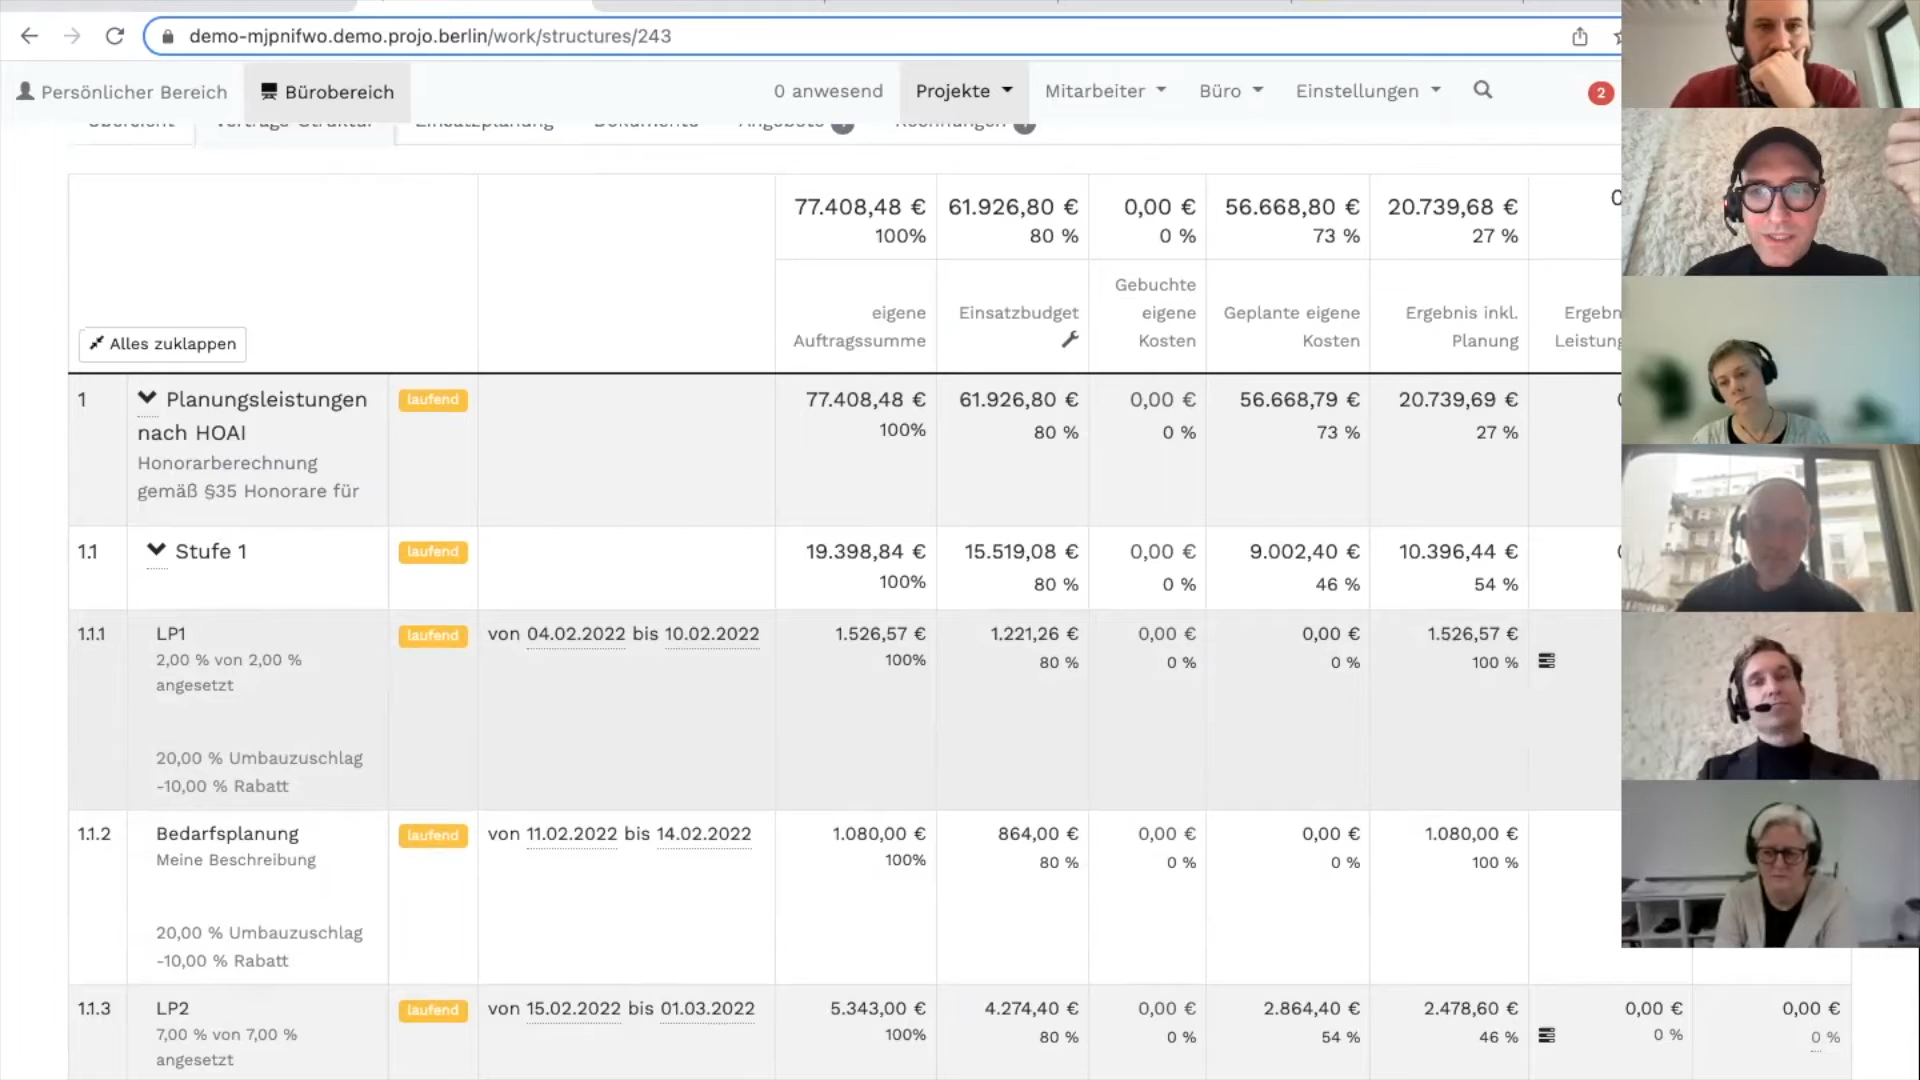 demo-mjpnifwo.demo.projo.berlin/work/structures/243
Persönlicher Bereich Bürobereich 0 anwesend Projekte Mitarbeiter Büro Einstellungen 2
Übersicht Vertrags-Struktur Einsatzplanung Dokumente Angebote Rechnungen
77.408,48 € 61.926,80 € 0,00 € 56.668,80 € 20.739,68 €
100% 80 % 0 % 73 % 27 %
Alles zuklappen
eigene Auftragssumme
Einsatzbudget
Gebuchte eigene Kosten
Geplante eigene Kosten
Ergebnis inkl. Planung
1 Planungsleistungen nach HOAI laufend 77.408,48 € 61.926,80 € 0,00 € 56.668,79 € 20.739,69 €
100% 80 % 0 % 73 % 27 %
Honorarberechnung
gemäß §35 Honorare für
1.1 Stufe 1 laufend 19.398,84 € 15.519,08 € 0,00 € 9.002,40 € 10.396,44 €
100% 80 % 0 % 46 % 54 %
1.1.1 LP1 laufend von 04.02.2022 bis 10.02.2022 1.526,57 € 1.221,26 € 0,00 € 0,00 € 1.526,57 €
2,00 % von 2,00 % 100% 80 % 0 % 0 % 100 %
angesetzt
20,00 % Umbauzuschlag
-10,00 % Rabatt
1.1.2 Bedarfsplanung laufend von 11.02.2022 bis 14.02.2022 1.080,00 € 864,00 € 0,00 € 0,00 € 1.080,00 €
Meine Beschreibung 100% 80 % 0 % 0 % 100 %
20,00 % Umbauzuschlag
-10,00 % Rabatt
1.1.3 LP2 laufend von 15.02.2022 bis 01.03.2022 5.343,00 € 4.274,40 € 0,00 € 2.864,40 € 2.478,60 € 0,00 € 0,00 €
7,00 % von 7,00 % 100% 80 % 0 % 54 % 46 % 0 % 0 %
angesetzt